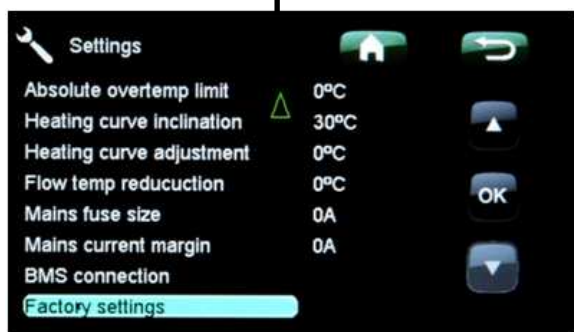 Settings
Absolute overtemp limit 0ºC
Heating curve inclination 30ºC
Heating curve adjustment 0ºC
Flow temp reducuction 0ºC
Mains fuse size 0A
Mains current margin 0A
BMS connection
Factory settings
OK